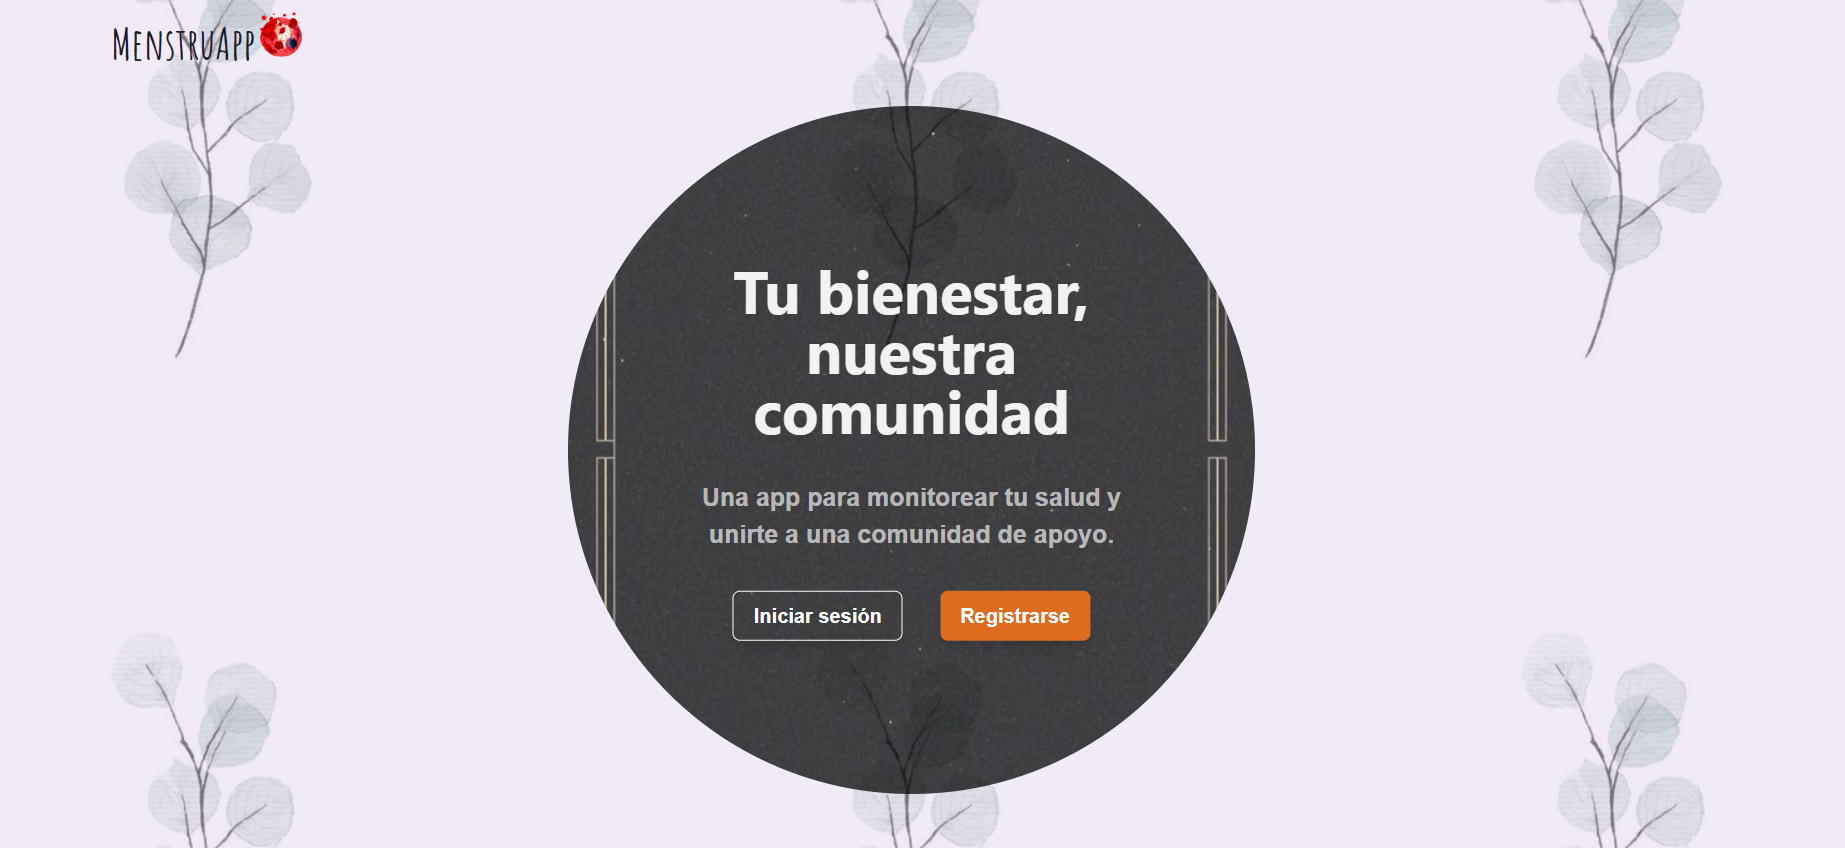 MenstruApp
Tu bienestar,
nuestra
comunidad
Una app para monitorear tu salud y
unirte a una comunidad de apoyo.
Iniciar sesión
Registrarse